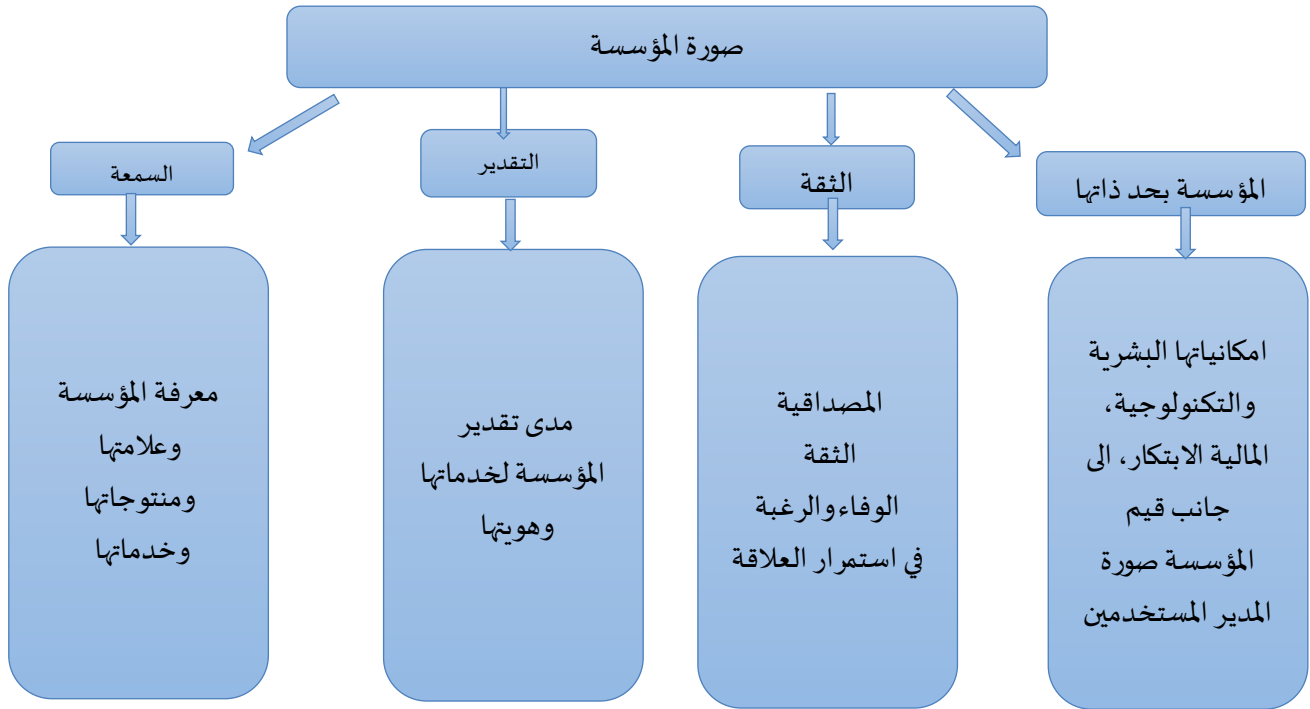 صورة المؤسسة
المؤسسة بحد ذاتها
الثقة
التقدير
السمعة
امكانياتها البشرية
والتكنولوجية،
المالية الابتكار، الى
جانب قيم
المؤسسة صورة
المدير المستخدمين
المصداقية
الثقة
الوفاء والرغبة
في استمرار العلاقة
مدى تقدير
المؤسسة لخدماتها
وهويتها
معرفة المؤسسة
وعلامتها
ومنتوجاتها
وخدماتها